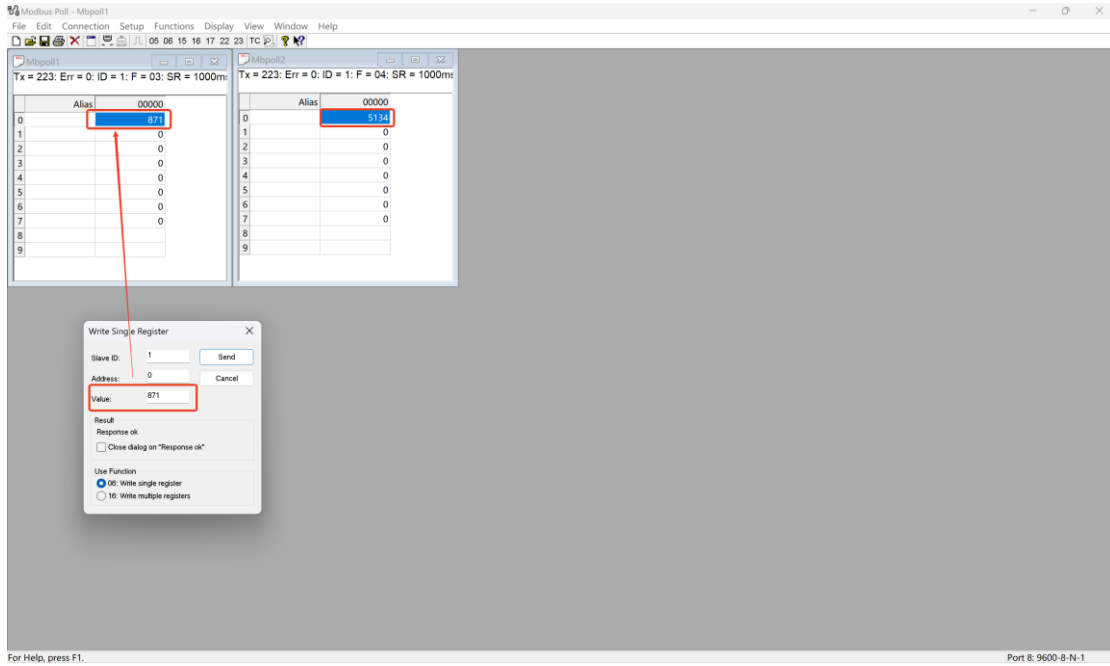 Modbus Poll - Mbpoll1
File Edit Connection Setup Functions Display View Window Help
05 06 15 16 17 22 23 TC
Mbpoll1
Tx = 223: Err = 0: ID = 1: F = 03: SR = 1000ms
Alias 00000
0 871
1 0
2 0
3 0
4 0
5 0
6 0
7 0
8
9
Mbpoll2
Tx = 223: Err = 0: ID = 1: F = 04: SR = 1000ms
Alias 00000
0 5134
1 0
2 0
3 0
4 0
5 0
6 0
7 0
8
9
Write Single Register
Slave ID: 1 Send
Address: 0 Cancel
Value: 871
Result
Response ok
Close dialog on "Response ok"
Use Function
06: Write single register
16: Write multiple registers
For Help, press F1.
Port 8: 9600-8-N-1